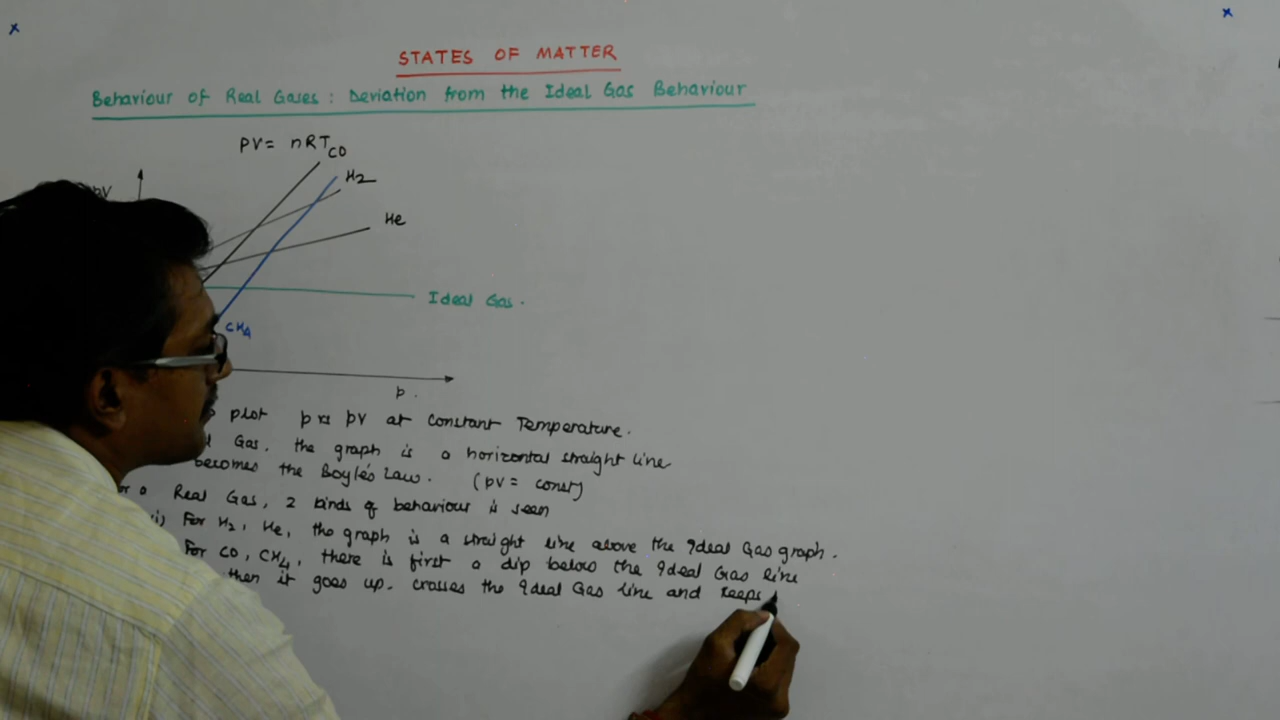 STATES OF MATTER
Behaviour of Real Gases : Deviation from the Ideal Gas Behaviour
PV = nRT
CO
H2
PV
He
Ideal Gas.
CH4
p.
plot p vs pV at Constant Temperature.
Gas, the graph is a horizontal straight line
becomes the Boyle's Law. (pV = const)
a Real Gas, 2 kinds of behaviour is seen
i) For H2, He, the graph is a straight line above the Ideal Gas graph.
For CO, CH4, there is first a dip below the Ideal Gas line
then it goes up. crosses the Ideal Gas line and keeps